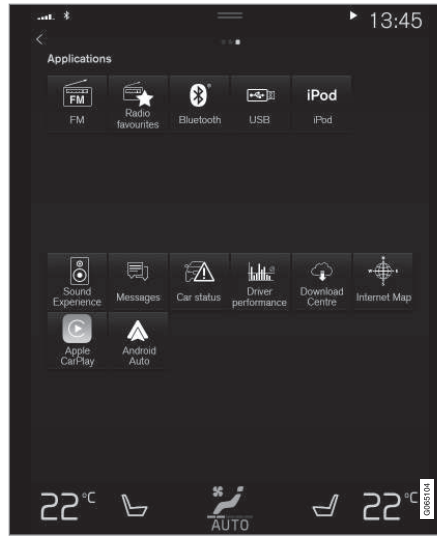 13:45
Applications
FM
iPod
FM
Radio
favourites
Bluetooth
USB
iPod
Sound
Experience
Messages
Car status
Driver
performance
Download
Centre
Internet Map
Apple
CarPlay
Android
Auto
22°C
AUTO
22°C
G065104